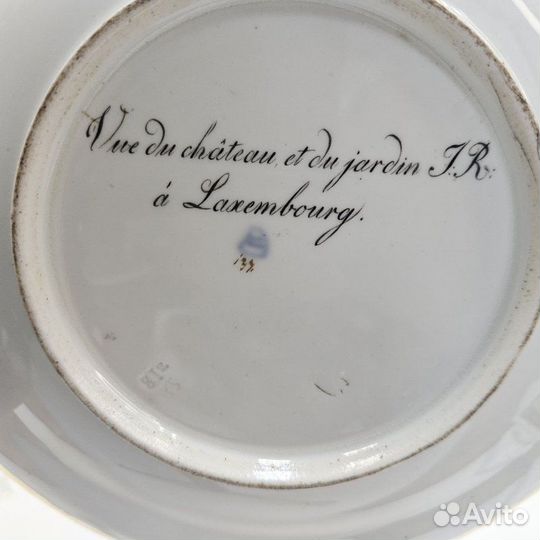 Vue du château et du jardin J.R:
à Laxembourg.
133
Avito